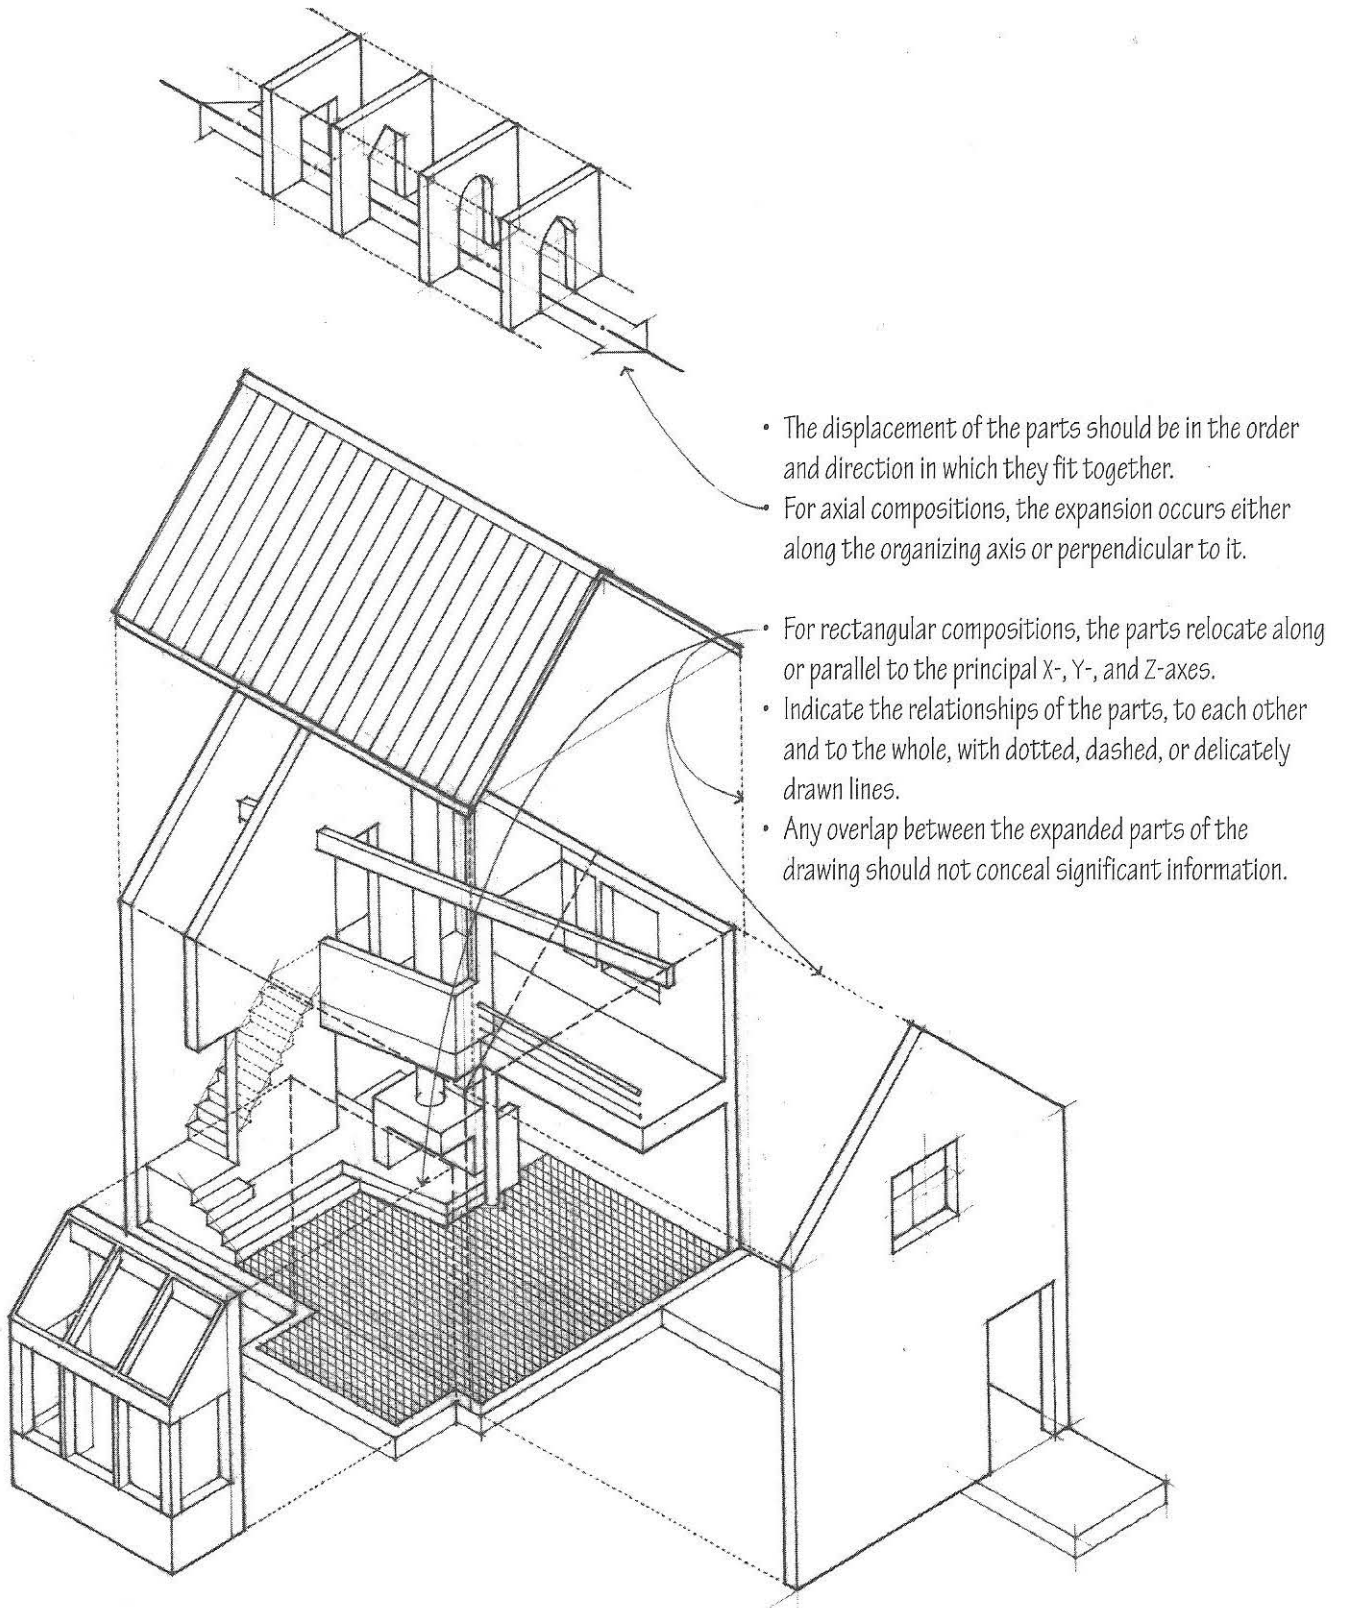 • The displacement of the parts should be in the order
and direction in which they fit together.
• For axial compositions, the expansion occurs either
along the organizing axis or perpendicular to it.
• For rectangular compositions, the parts relocate along
or parallel to the principal X-, Y-, and Z-axes.
• Indicate the relationships of the parts, to each other
and to the whole, with dotted, dashed, or delicately
drawn lines.
• Any overlap between the expanded parts of the
drawing should not conceal significant information.